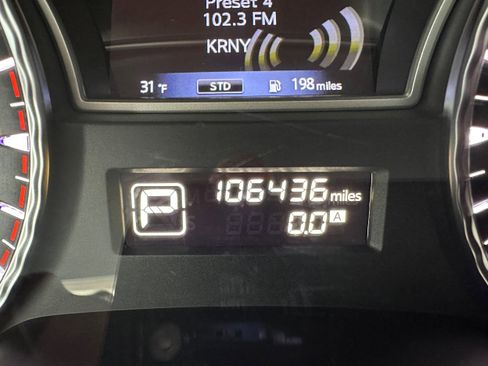 Preset 4
102.3 FM
KRNY
31 °F STD 198 miles
P 106436 miles
0.0 A